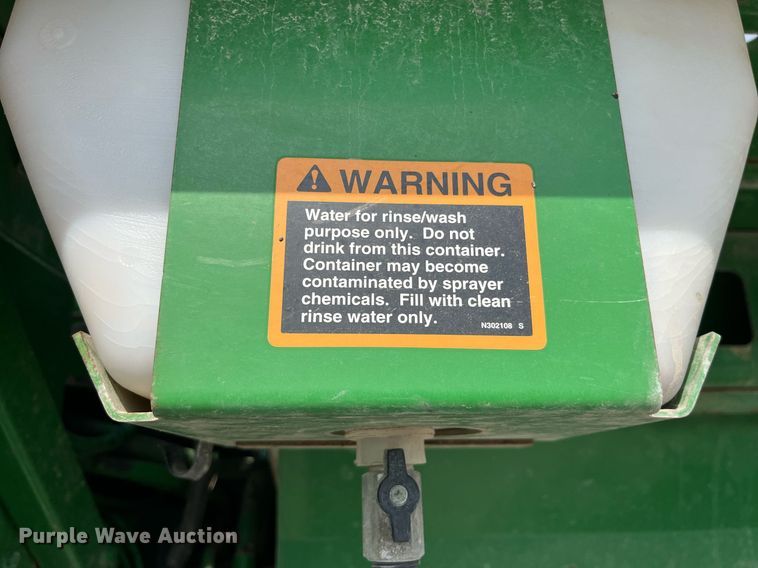 WARNING
Water for rinse/wash
purpose only. Do not
drink from this container.
Container may become
contaminated by sprayer
chemicals. Fill with clean
rinse water only.
N302108 S
Purple Wave Auction